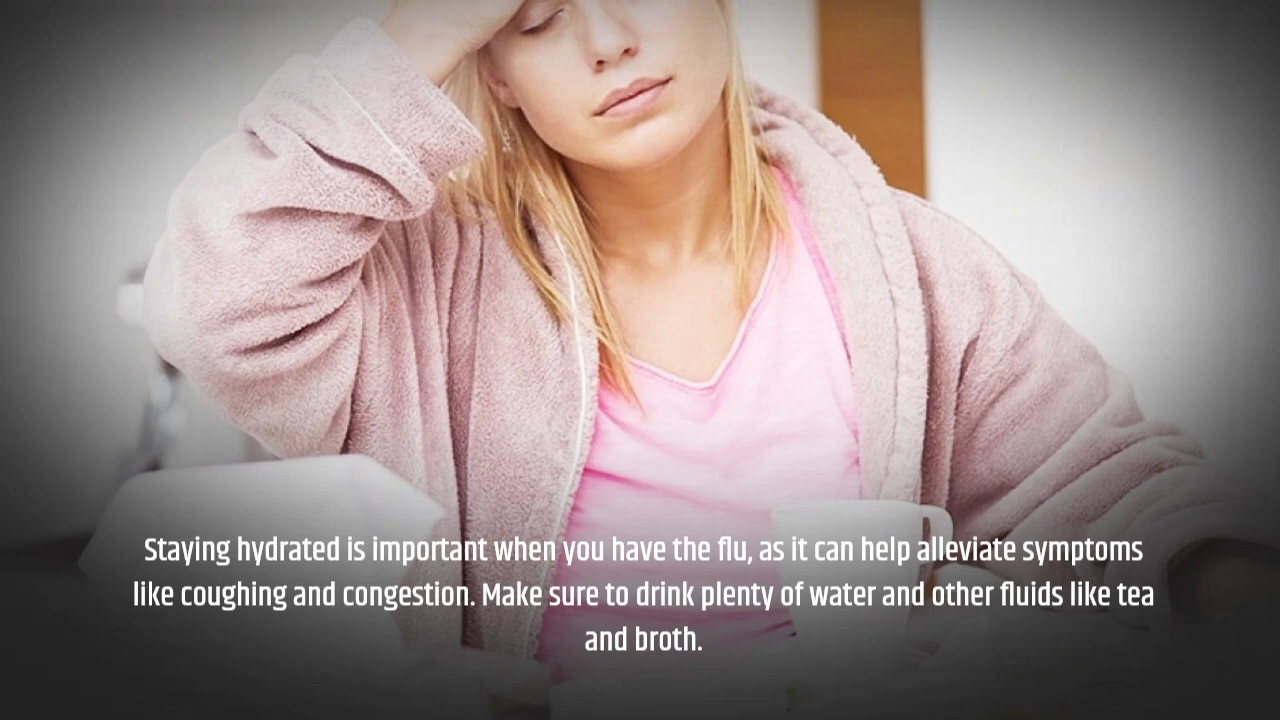 Staying hydrated is important when you have the flu, as it can help alleviate symptoms
like coughing and congestion. Make sure to drink plenty of water and other fluids like tea
and broth.